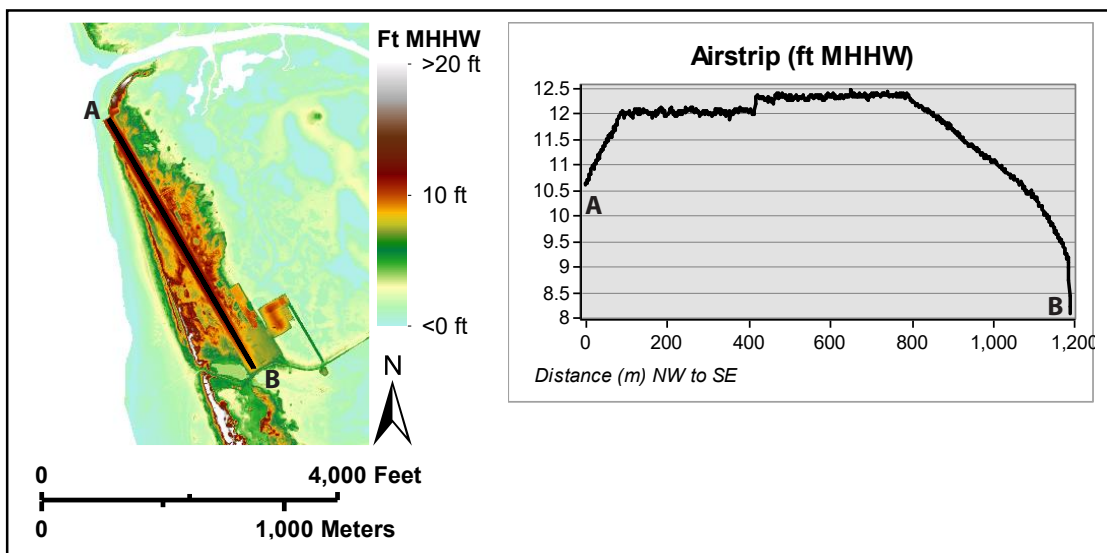 Ft MHHW
>20 ft
10 ft
<0 ft
A
B
N
0 4,000 Feet
0 1,000 Meters
Airstrip (ft MHHW)
12.5
12
11.5
11
10.5
10
9.5
9
8.5
8
A
B
0 200 400 600 800 1,000 1,200
Distance (m) NW to SE